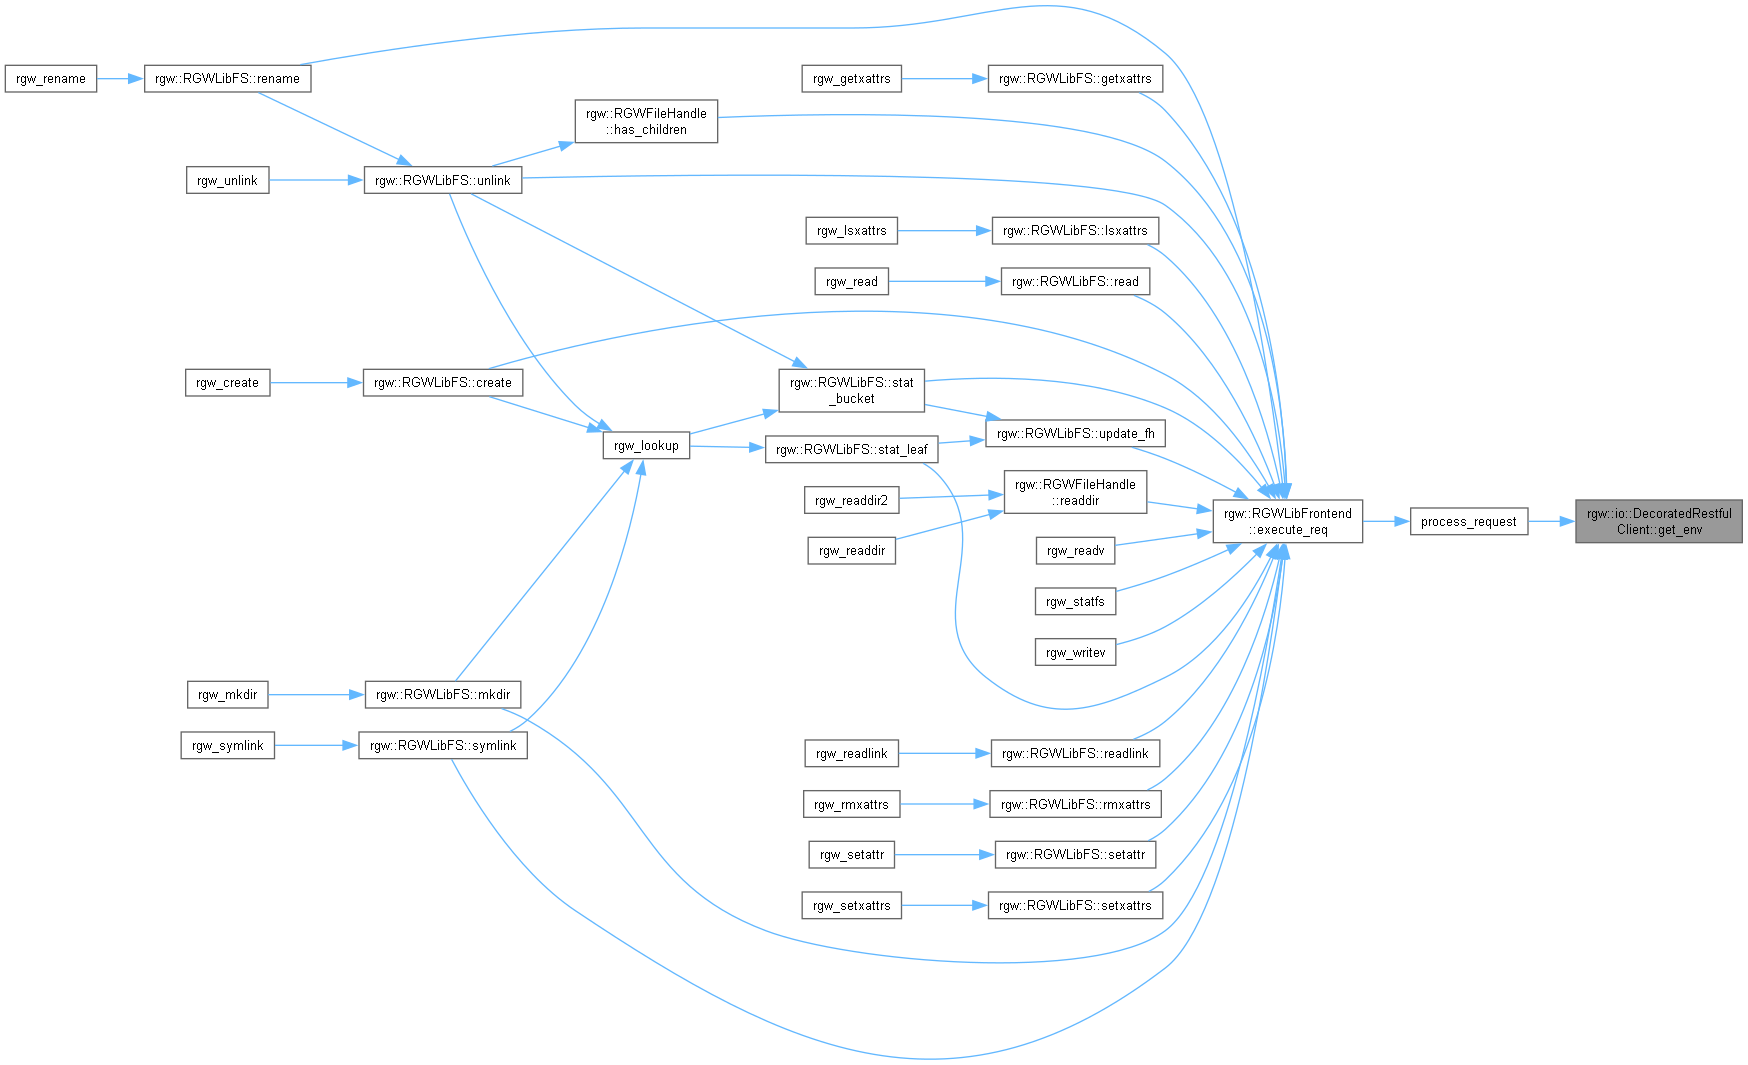 rgw_rename
rgw::RGWLibFS::rename
rgw_getxattrs
rgw::RGWLibFS::getxattrs
rgw::RGWFileHandle
::has_children
rgw_unlink
rgw::RGWLibFS::unlink
rgw_lsxattrs
rgw::RGWLibFS::lsxattrs
rgw_read
rgw::RGWLibFS::read
rgw_create
rgw::RGWLibFS::create
rgw::RGWLibFS::stat
_bucket
rgw::RGWLibFS::update_fh
rgw_lookup
rgw::RGWLibFS::stat_leaf
rgw_readdir2
rgw::RGWFileHandle
::readdir
rgw::RGWLibFrontend
::execute_req
process_request
rgw::io::DecoratedRestful
Client::get_env
rgw_readdir
rgw_readv
rgw_statfs
rgw_writev
rgw_mkdir
rgw::RGWLibFS::mkdir
rgw_symlink
rgw::RGWLibFS::symlink
rgw_readlink
rgw::RGWLibFS::readlink
rgw_rmxattrs
rgw::RGWLibFS::rmxattrs
rgw_setattr
rgw::RGWLibFS::setattr
rgw_setxattrs
rgw::RGWLibFS::setxattrs